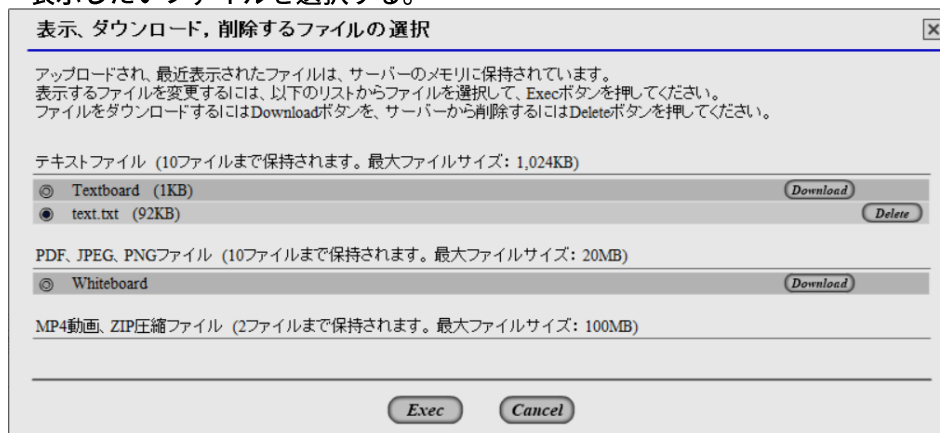 表示したいファイルを選択する。
表示、ダウンロード，削除するファイルの選択
アップロードされ、最近表示されたファイルは、サーバーのメモリに保持されています。
表示するファイルを変更するには、以下のリストからファイルを選択して、Execボタンを押してください。
ファイルをダウンロードするにはDownloadボタンを、サーバーから削除するにはDeleteボタンを押してください。
テキストファイル (10ファイルまで保持されます。最大ファイルサイズ: 1,024KB)
Textboard (1KB) Download
text.txt (92KB) Delete
PDF、JPEG、PNGファイル (10ファイルまで保持されます。最大ファイルサイズ: 20MB)
Whiteboard Download
MP4動画、ZIP圧縮ファイル (2ファイルまで保持されます。最大ファイルサイズ: 100MB)
Exec Cancel